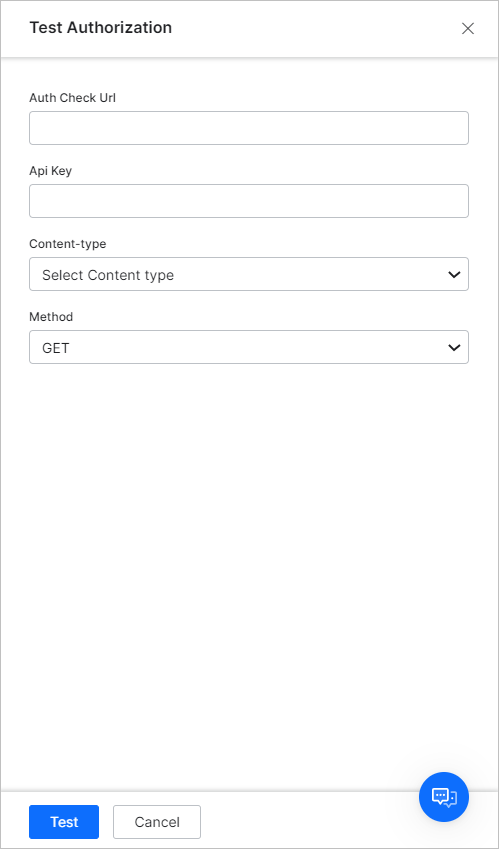 Test Authorization
Auth Check Url
Api Key
Content-type
Select Content type
Method
GET
Test
Cancel